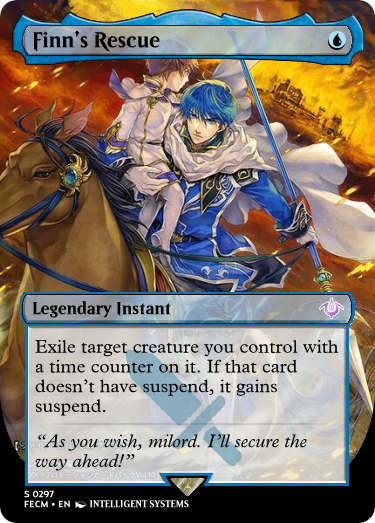 Finn's Rescue
Legendary Instant
Exile target creature you control with
a time counter on it. If that card
doesn't have suspend, it gains
suspend.
“As you wish, milord. I'll secure the
way ahead!”
S 0297
FECM • EN INTELLIGENT SYSTEMS